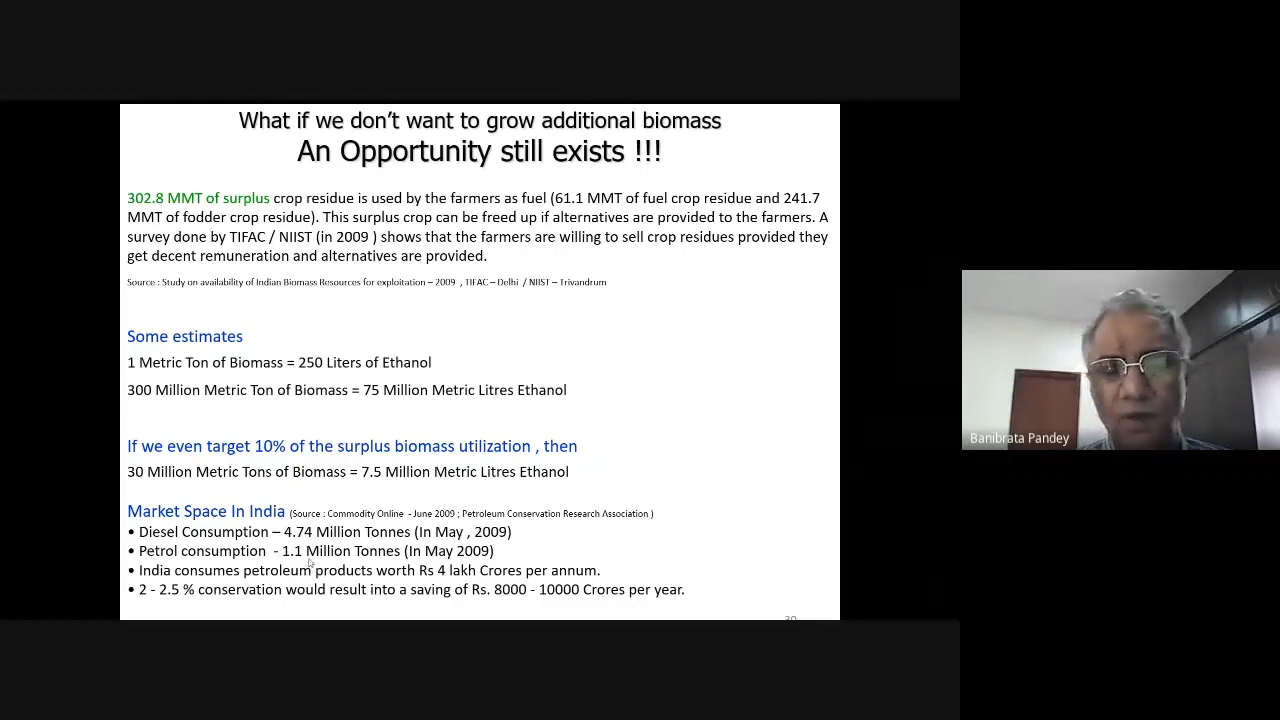 What if we don't want to grow additional biomass
An Opportunity still exists !!!
302.8 MMT of surplus crop residue is used by the farmers as fuel (61.1 MMT of fuel crop residue and 241.7
MMT of fodder crop residue). This surplus crop can be freed up if alternatives are provided to the farmers. A
survey done by TIFAC / NIIST (in 2009 ) shows that the farmers are willing to sell crop residues provided they
get decent remuneration and alternatives are provided.
Source : Study on availability of Indian Biomass Resources for exploitation – 2009 , TIFAC – Delhi / NIIST – Trivandrum
Some estimates
1 Metric Ton of Biomass = 250 Liters of Ethanol
300 Million Metric Ton of Biomass = 75 Million Metric Litres Ethanol
If we even target 10% of the surplus biomass utilization , then
30 Million Metric Tons of Biomass = 7.5 Million Metric Litres Ethanol
Market Space In India (Source : Commodity Online - June 2009 ; Petroleum Conservation Research Association )
• Diesel Consumption – 4.74 Million Tonnes (In May , 2009)
• Petrol consumption - 1.1 Million Tonnes (In May 2009)
• India consumes petroleum products worth Rs 4 lakh Crores per annum.
• 2 - 2.5 % conservation would result into a saving of Rs. 8000 - 10000 Crores per year.
Banibrata Pandey